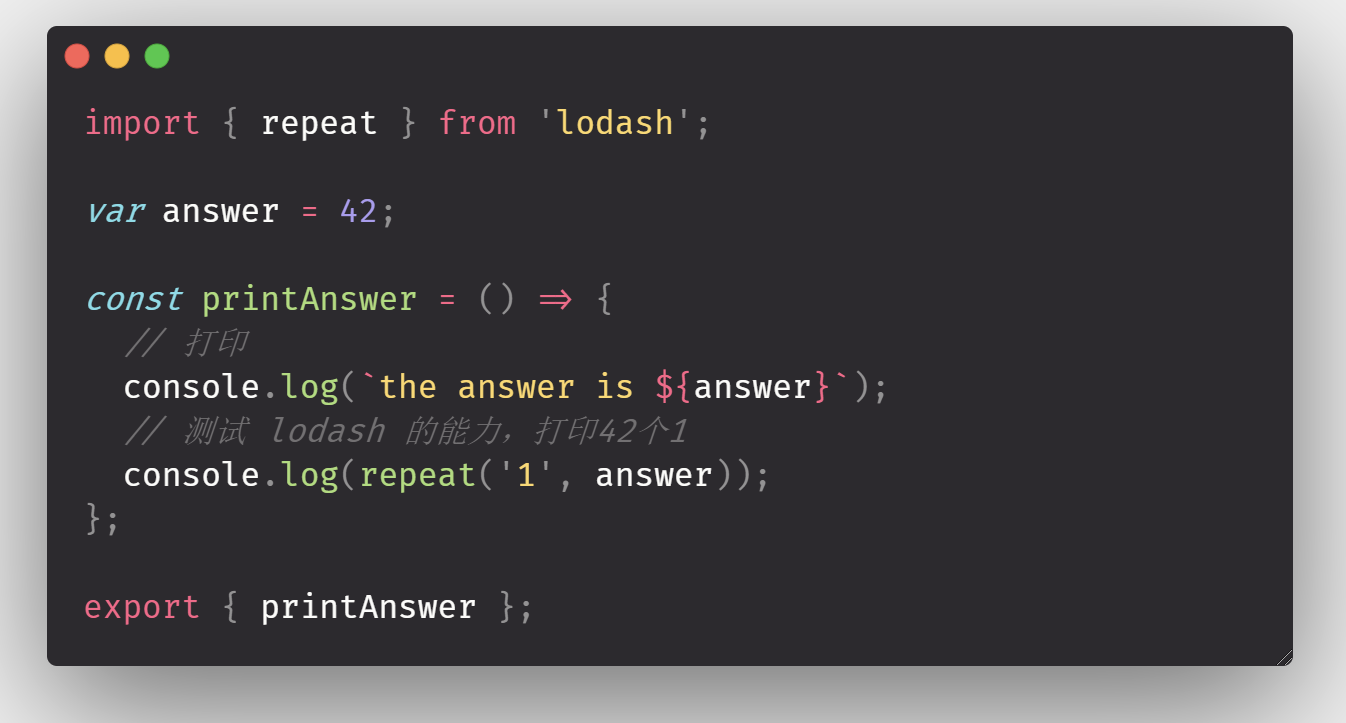 import { repeat } from 'lodash';
var answer = 42;
const printAnswer = () => {
// 打印
console.log(`the answer is ${answer}`);
// 测试 lodash 的能力，打印42个1
console.log(repeat('1', answer));
};
export { printAnswer };